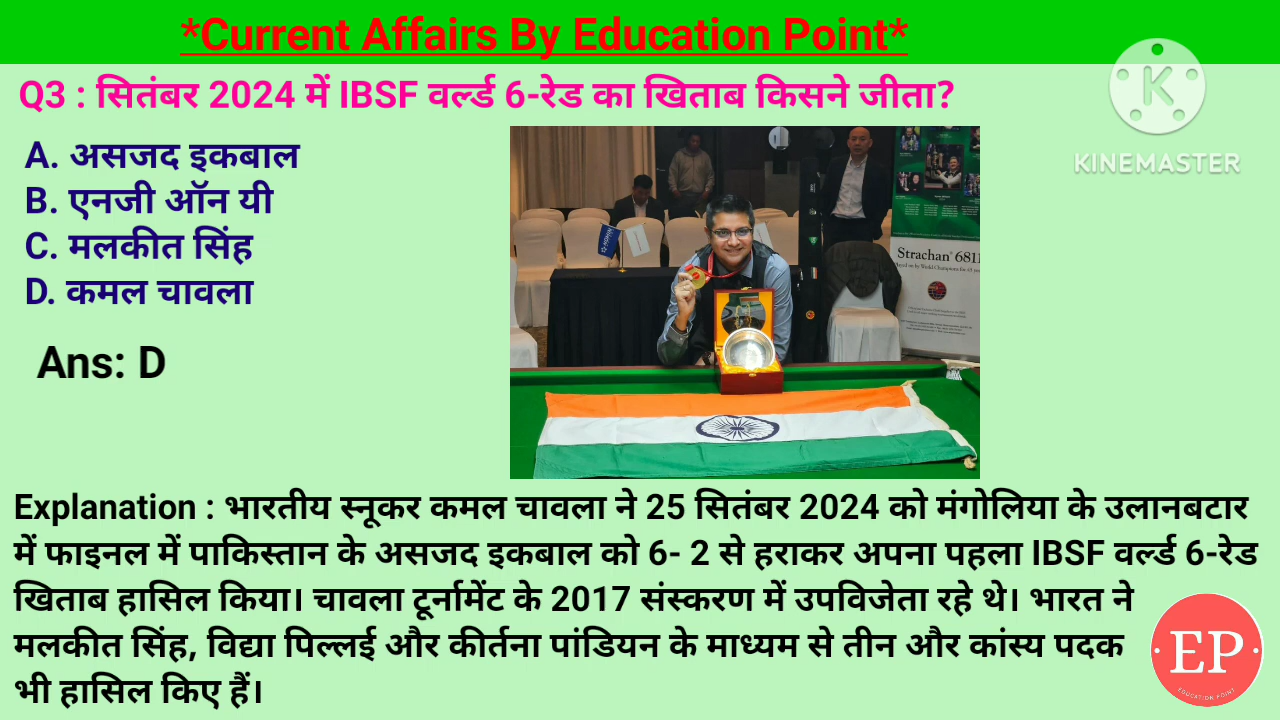 *Current Affairs By Education Point*
Q3 : सितंबर 2024 में IBSF वर्ल्ड 6-रेड का खिताब किसने जीता?
K
KINEMASTER
A. असजद इकबाल
B. एनजी ऑन यी
C. मलकीत सिंह
D. कमल चावला
Strachan 6811
Ans: D
Explanation : भारतीय स्नूकर कमल चावला ने 25 सितंबर 2024 को मंगोलिया के उलानबटार
में फाइनल में पाकिस्तान के असजद इकबाल को 6- 2 से हराकर अपना पहला IBSF वर्ल्ड 6-रेड
खिताब हासिल किया। चावला टूर्नामेंट के 2017 संस्करण में उपविजेता रहे थे। भारत ने
मलकीत सिंह, विद्या पिल्लई और कीर्तना पांडियन के माध्यम से तीन और कांस्य पदक
भी हासिल किए हैं।
EP
EDUCATION POINT